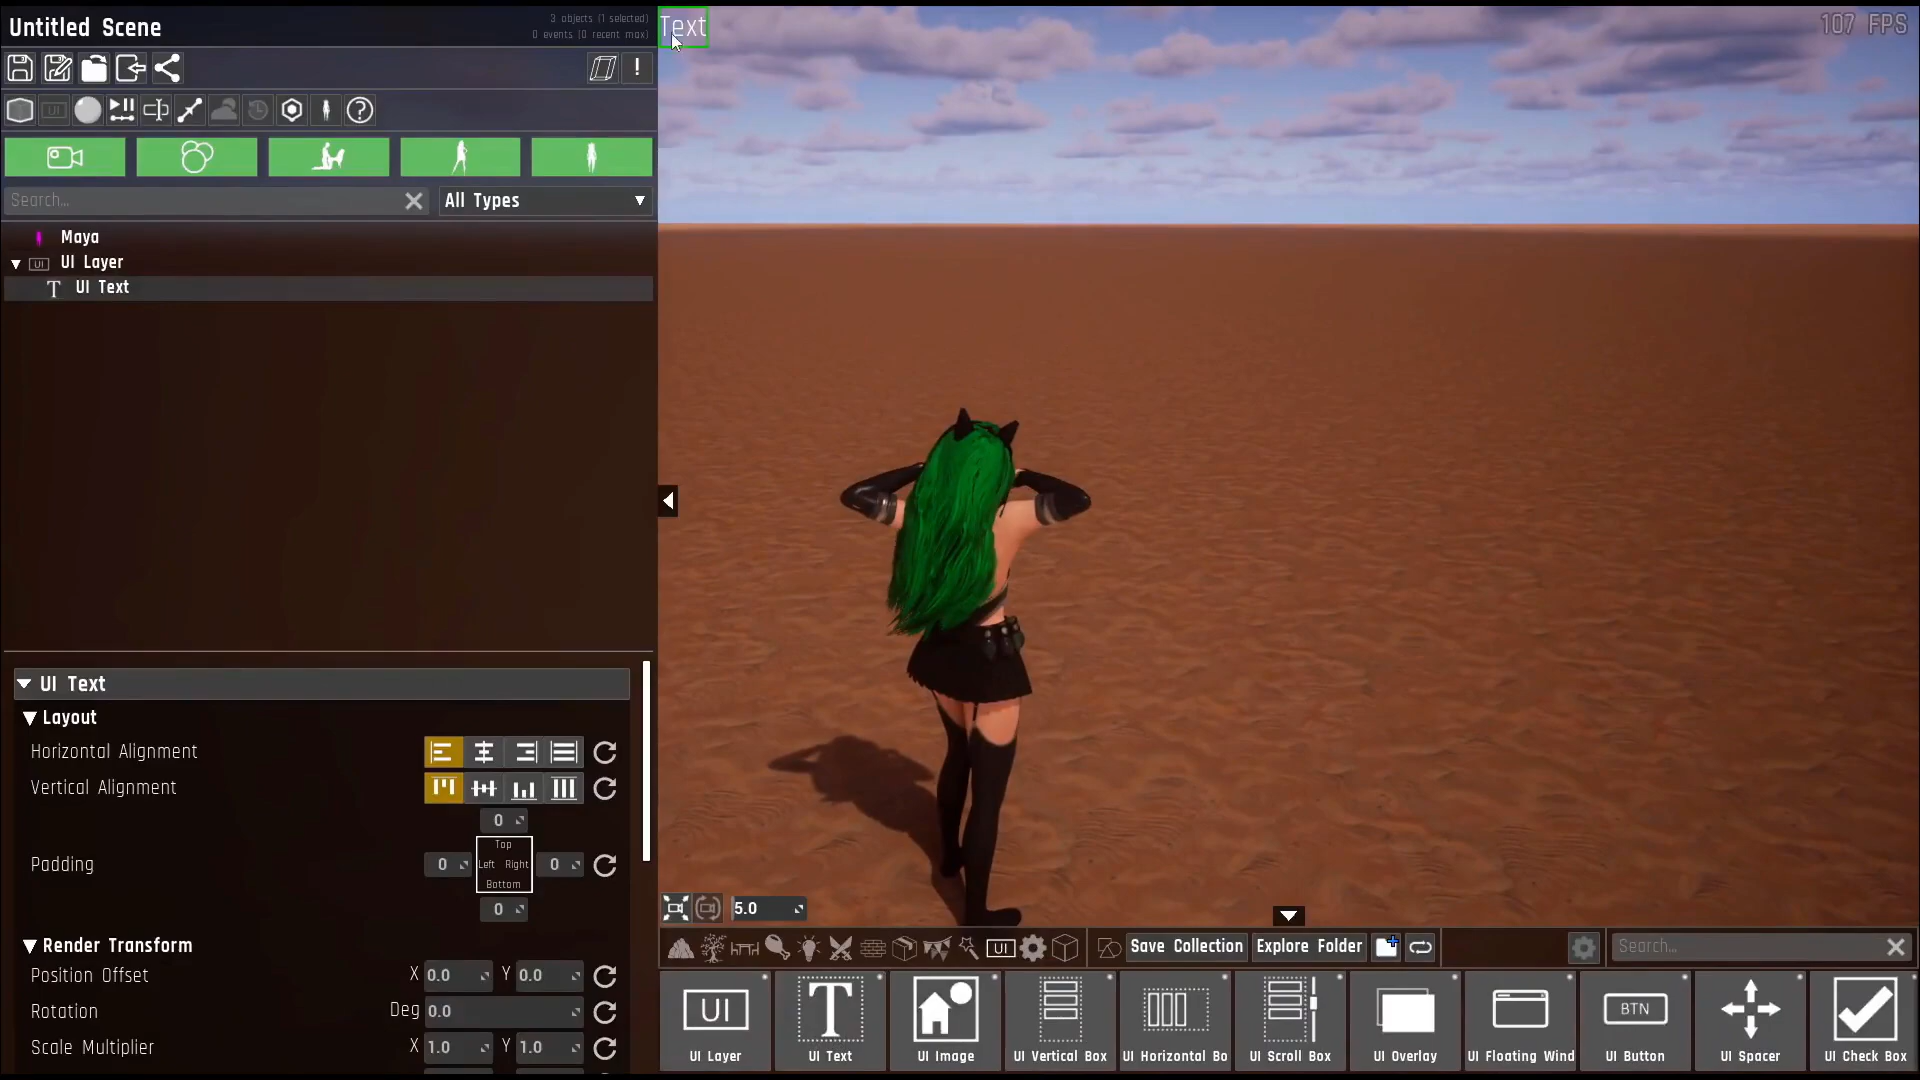 Untitled Scene
3 objects (1 selected)
0 events (0 recent max)
Text
107 FPS
!
UI
?
Search...
All Types
Maya
UI
UI Layer
T
UI Text
UI Text
Layout
Horizontal Alignment
Vertical Alignment
0
Padding
0
Top
Left Right
Bottom
0
0
Render Transform
Position Offset
X 0.0
Y 0.0
Rotation
Deg 0.0
Scale Multiplier
X 1.0
Y 1.0
5.0
UI
Save Collection
Explore Folder
Search...
UI
UI Layer
T
UI Text
UI Image
UI Vertical Box
UI Horizontal Bo
UI Scroll Box
UI Overlay
UI Floating Wind
BTN
UI Button
UI Spacer
UI Check Box